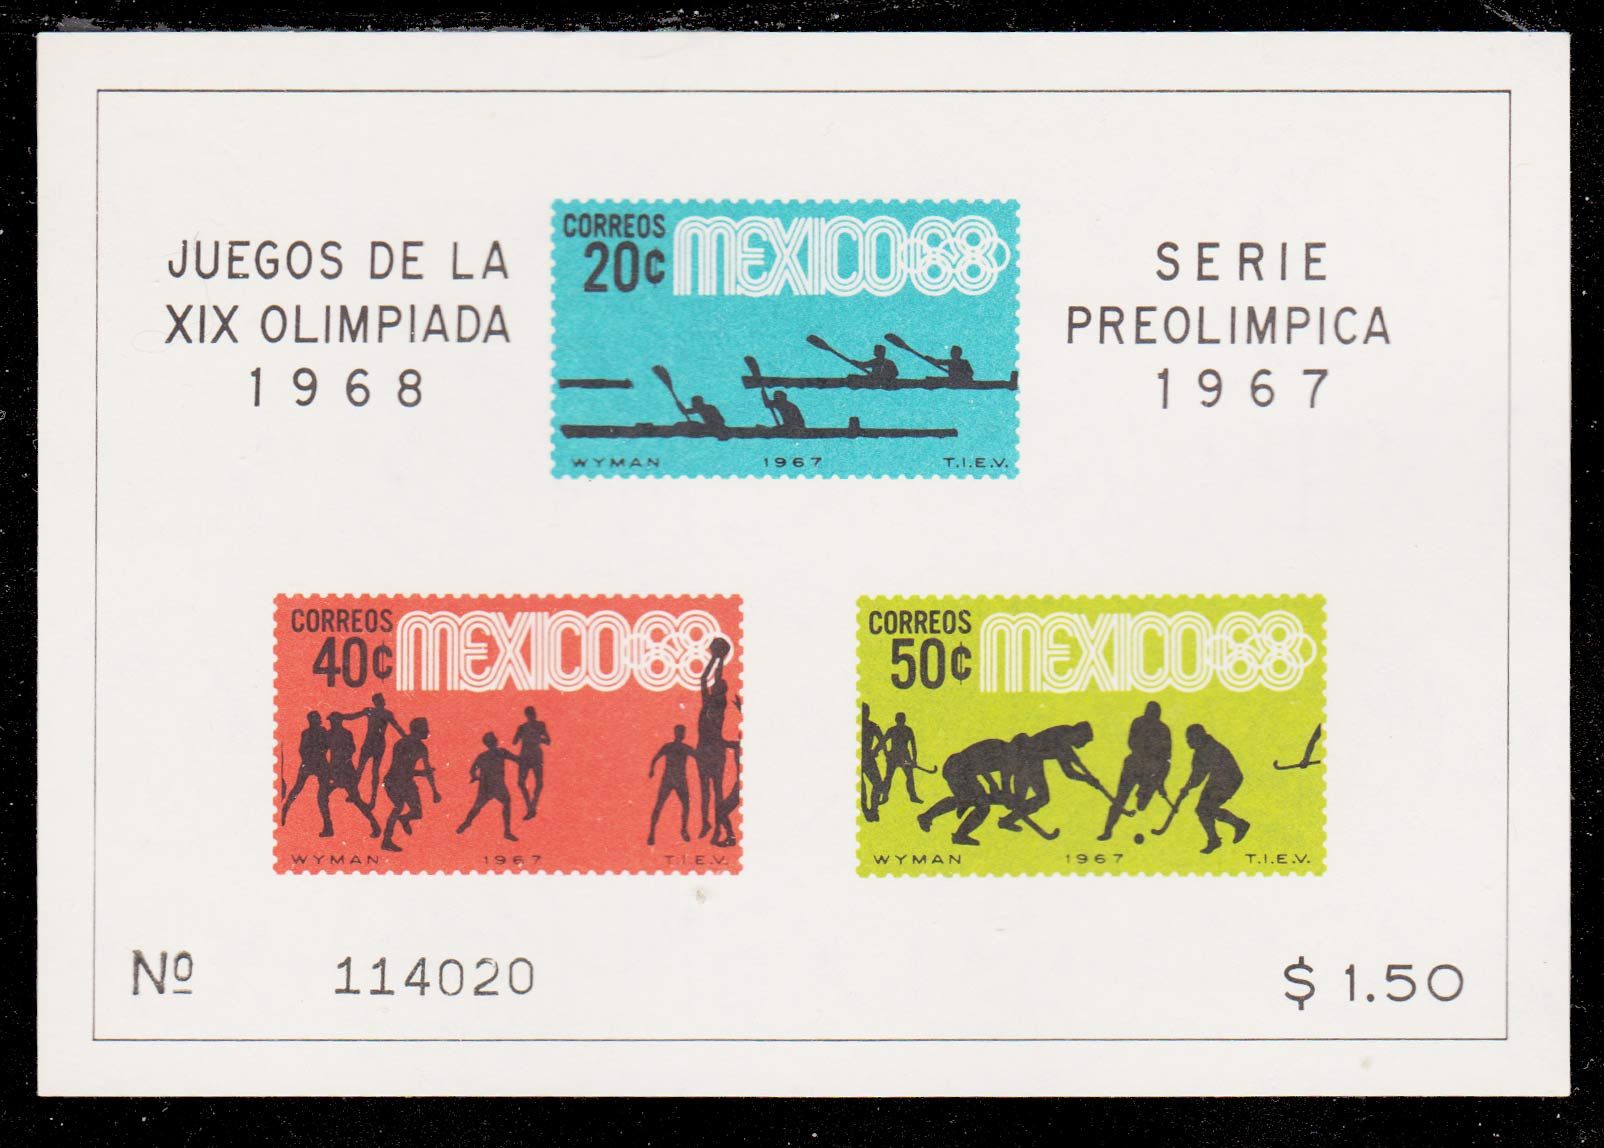 JUEGOS DE LA
XIX OLIMPIADA
1968
CORREOS
20¢
MEXICO68
WYMAN 1967 T.I.E.V.
SERIE
PREOLIMPICA
1967
CORREOS
40¢
MEXICO68
WYMAN 1967 T.I.E.V.
CORREOS
50¢
MEXICO68
WYMAN 1967 T.I.E.V.
Nº 114020
$ 1.50